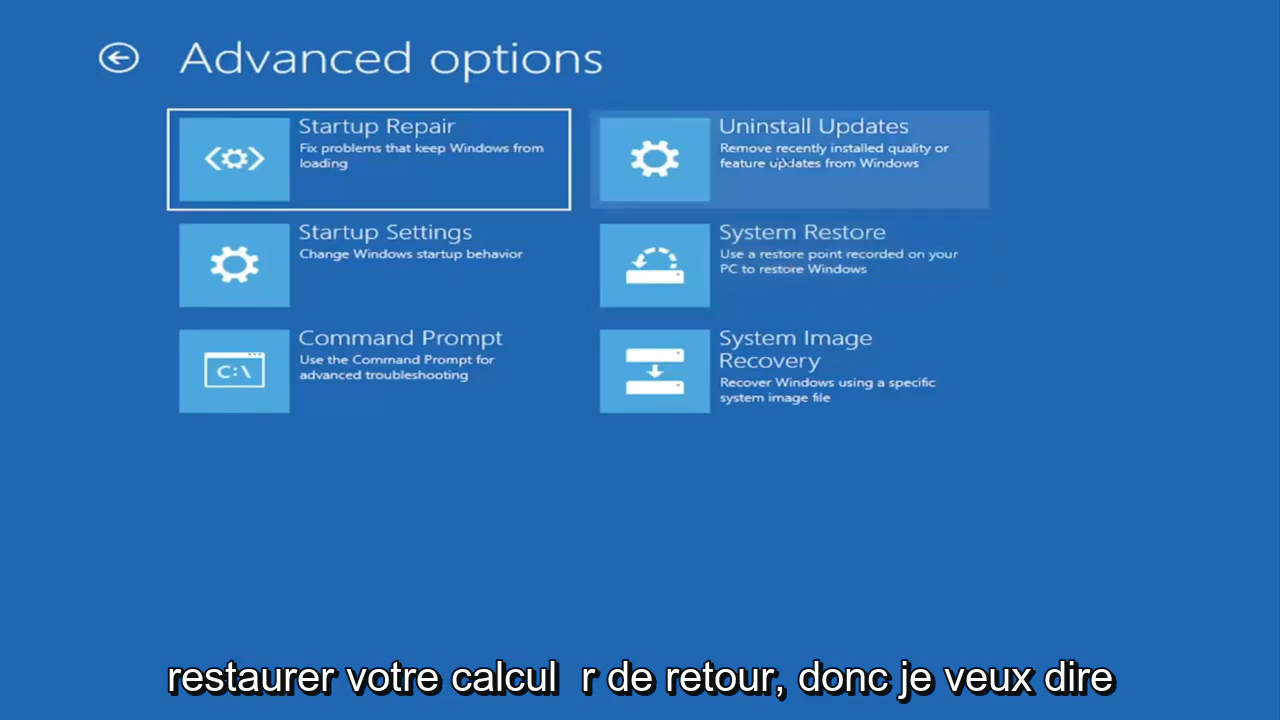 Advanced options
Startup Repair
Fix problems that keep Windows from
loading
Uninstall Updates
Remove recently installed quality or
feature updates from Windows
Startup Settings
Change Windows startup behavior
System Restore
Use a restore point recorded on your
PC to restore Windows
Command Prompt
Use the Command Prompt for
advanced troubleshooting
C:\
System Image
Recovery
Recover Windows using a specific
system image file
restaurer votre calcul r de retour, donc je veux dire